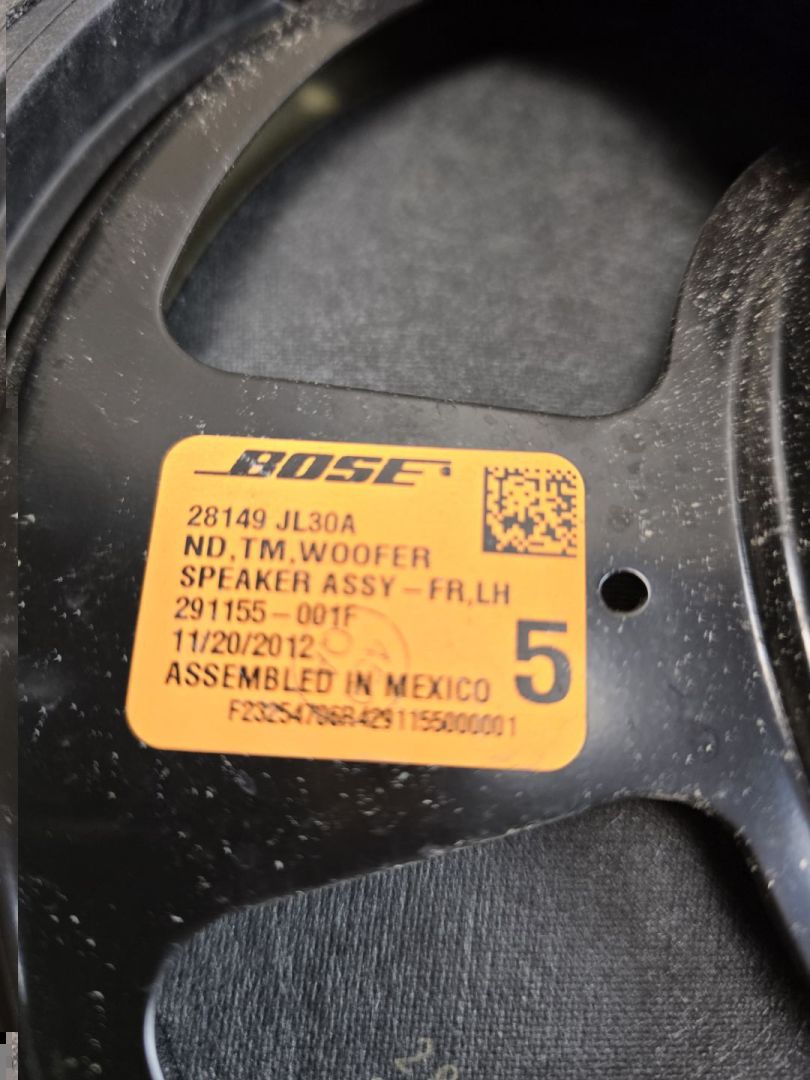 BOSE
28149 JL30A
ND,TM,WOOFER
SPEAKER ASSY-FR,LH
291155-001F
11/20/2012
5
ASSEMBLED IN MEXICO